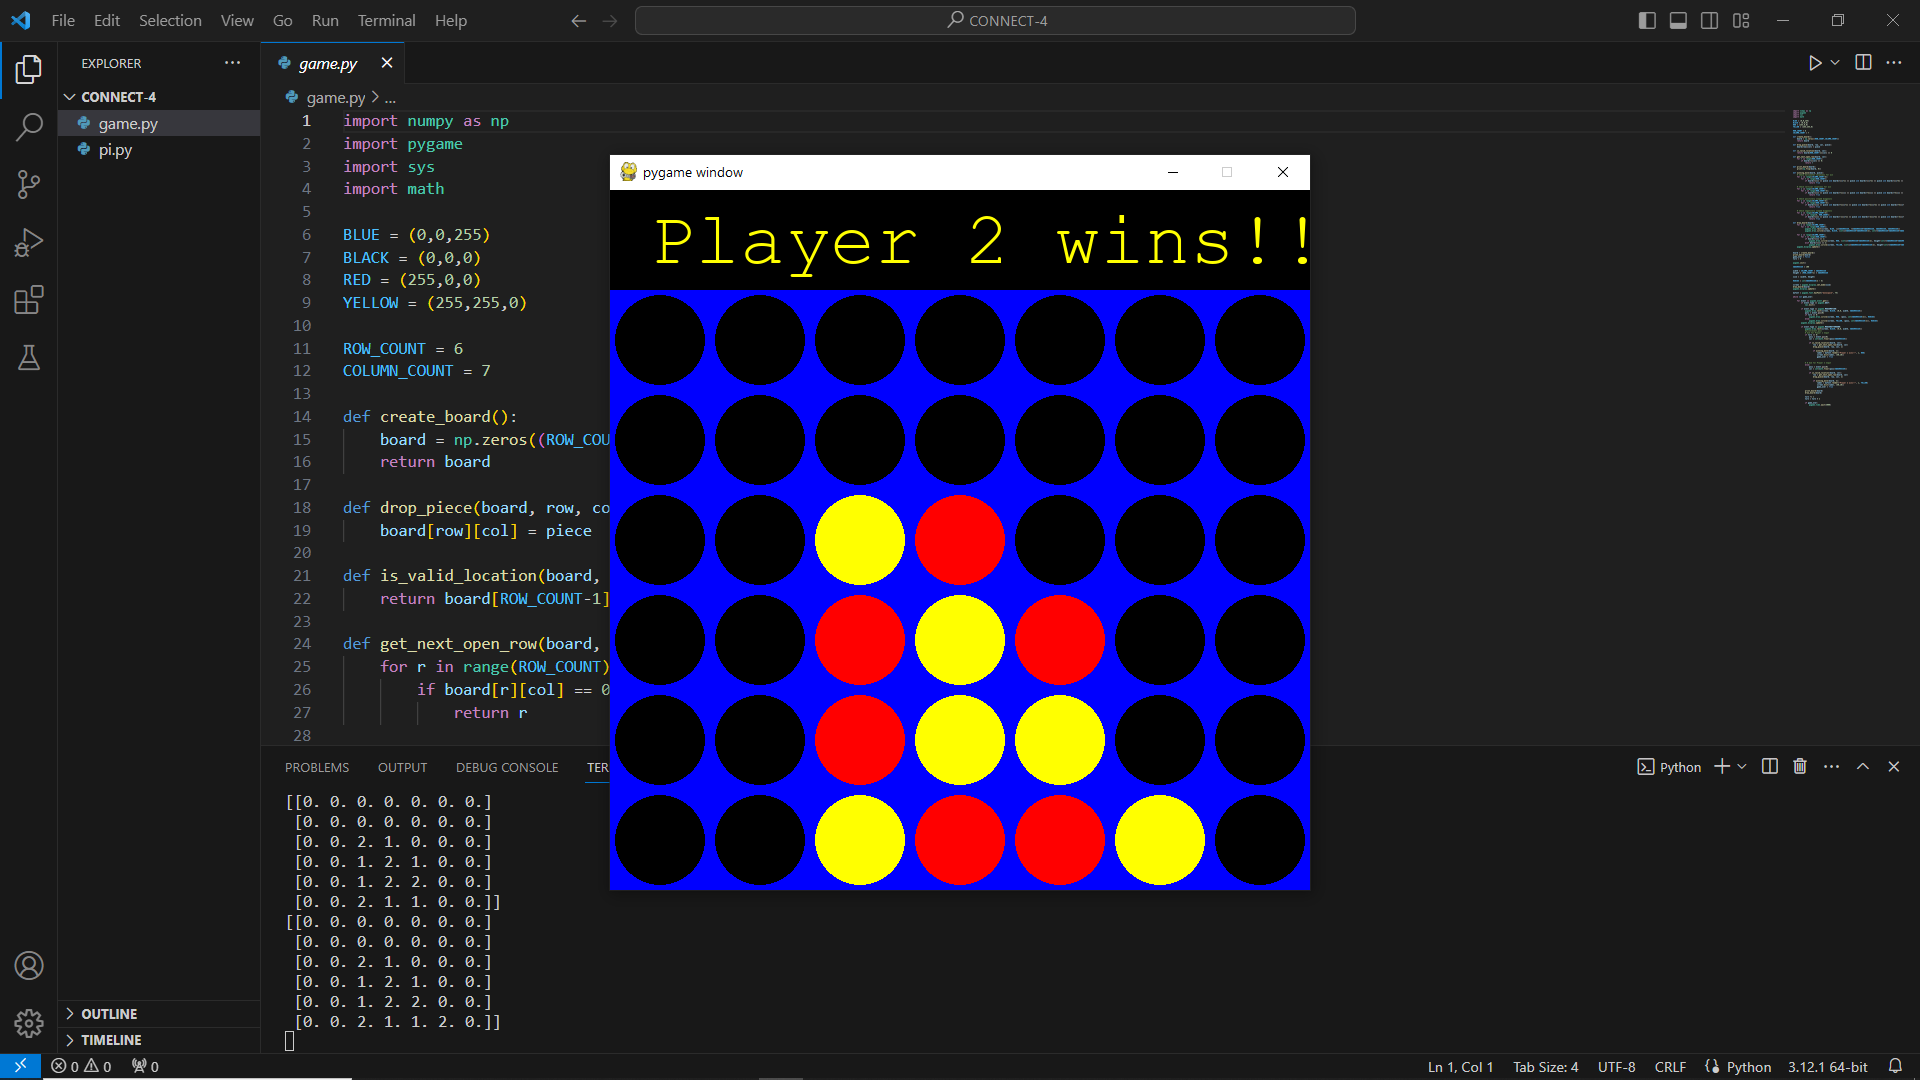 File Edit Selection View Go Run Terminal Help
CONNECT-4
EXPLORER
game.py
CONNECT-4
game.py > ...
game.py
pi.py
1 import numpy as np
2 import pygame
3 import sys
4 import math
5
6 BLUE = (0,0,255)
7 BLACK = (0,0,0)
8 RED = (255,0,0)
9 YELLOW = (255,255,0)
10
11 ROW_COUNT = 6
12 COLUMN_COUNT = 7
13
14 def create_board():
15 board = np.zeros((ROW_COU
16 return board
17
18 def drop_piece(board, row, co
19 board[row][col] = piece
20
21 def is_valid_location(board,
22 return board[ROW_COUNT-1]
23
24 def get_next_open_row(board,
25 for r in range(ROW_COUNT)
26 if board[r][col] == 0
27 return r
28
pygame window
Player 2 wins!!
PROBLEMS OUTPUT DEBUG CONSOLE TER
Python
[[0. 0. 0. 0. 0. 0. 0.]
[0. 0. 0. 0. 0. 0. 0.]
[0. 0. 2. 1. 0. 0. 0.]
[0. 0. 1. 2. 1. 0. 0.]
[0. 0. 1. 2. 2. 0. 0.]
[0. 0. 2. 1. 1. 0. 0.]]
[[0. 0. 0. 0. 0. 0. 0.]
[0. 0. 0. 0. 0. 0. 0.]
[0. 0. 2. 1. 0. 0. 0.]
[0. 0. 1. 2. 1. 0. 0.]
[0. 0. 1. 2. 2. 0. 0.]
[0. 0. 2. 1. 1. 2. 0.]]
OUTLINE
TIMELINE
0 0 0
Ln 1, Col 1 Tab Size: 4 UTF-8 CRLF Python 3.12.1 64-bit